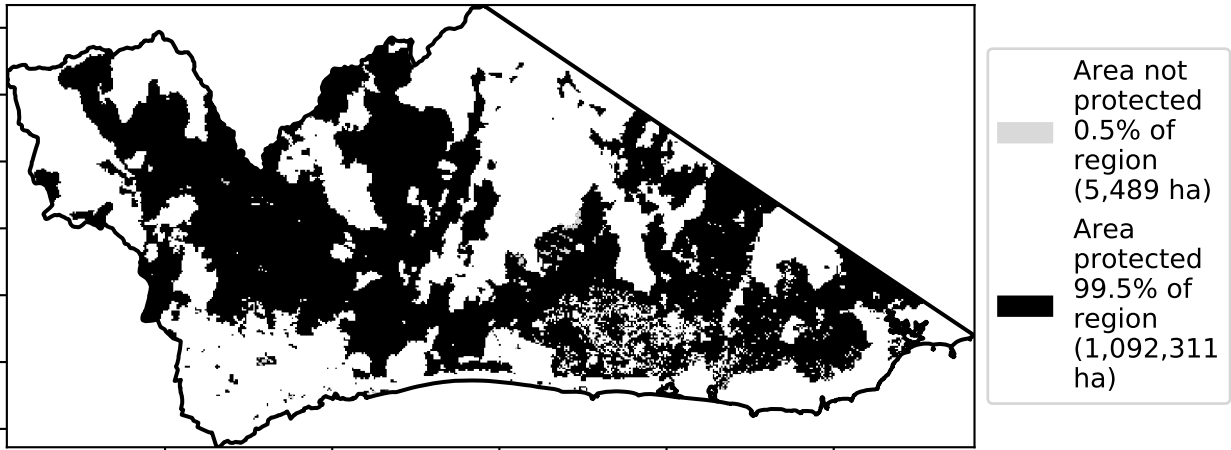 Area not
protected
0.5% of
region
(5,489 ha)
Area
protected
99.5% of
region
(1,092,311
ha)